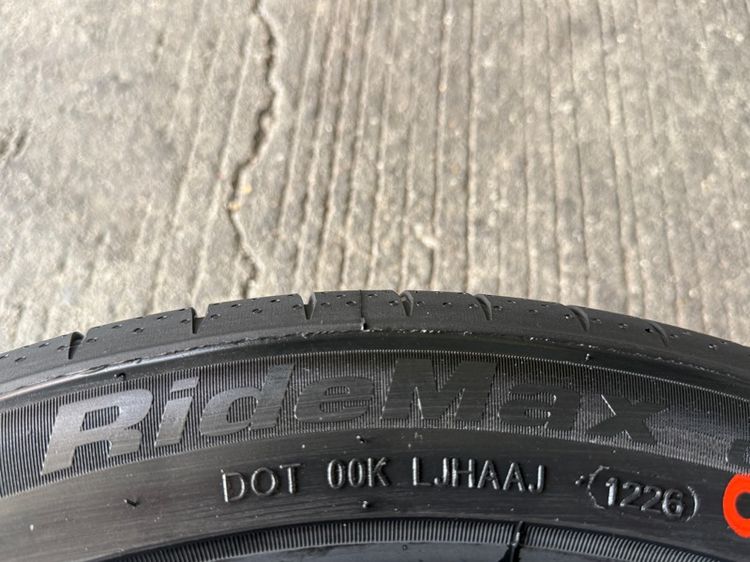 RideMax
DOT 00K LJHAAJ (1226)